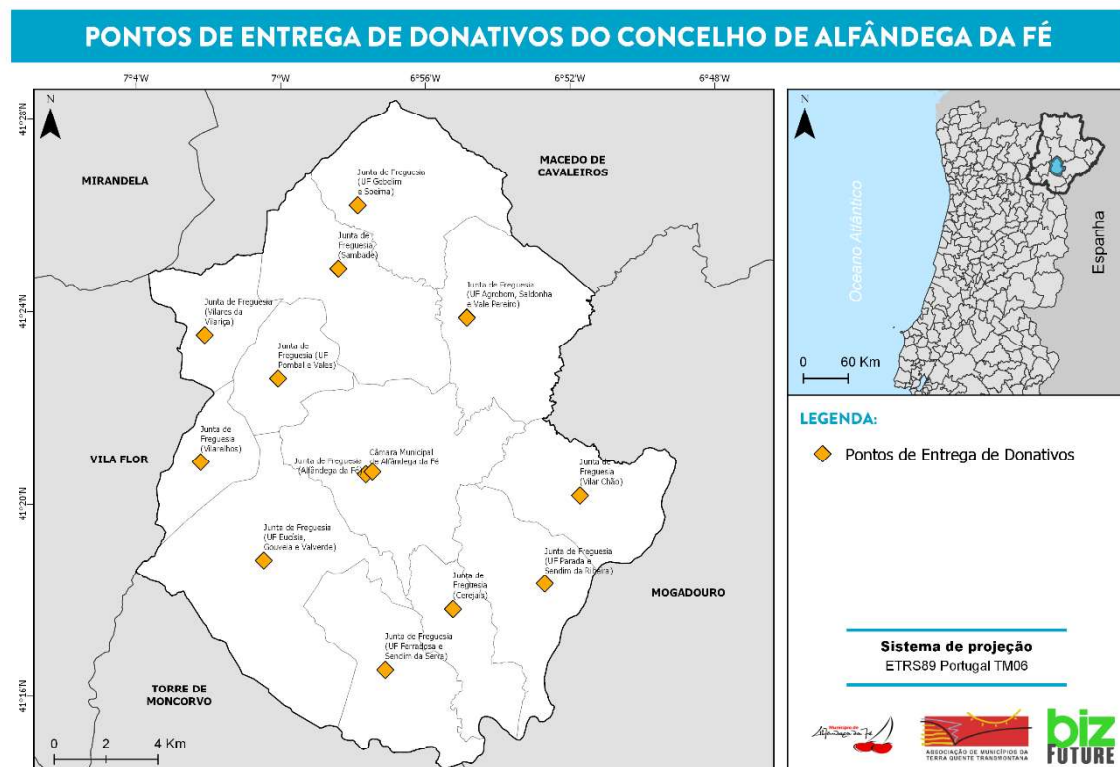 PONTOS DE ENTREGA DE DONATIVOS DO CONCELHO DE ALFÂNDEGA DA FÉ
7°4'W
7°W
6°56'W
6°52'W
6°48'W
41°28'N
41°24'N
41°20'N
41°16'N
N
MIRANDELA
MACEDO DE
CAVALEIROS
Junta de Freguesia
(UF Gebelim
e Soeima)
Junta de
Freguesia
(Sambade)
Junta de Freguesia
(UF Agrobom, Saldonha
e Vale Pereiro)
Junta de Freguesia
(Vilares da
Vilariça)
Junta de
Freguesia (UF
Pombal e Vales)
VILA FLOR
Junta de
Freguesia
(Vilarelhos)
Junta de Freguesia
(Alfândega da Fé)
Câmara Municipal
de Alfândega da Fé
Junta de
Freguesia
(Vilar Chão)
Junta de Freguesia
(UF Eucísia,
Gouveia e Valverde)
Junta de Freguesia
(UF Parada e
Sendim da Ribeira)
Junta de
Freguesia
(Cerejais)
MOGADOURO
Junta de Freguesia
(UF Ferradosa e
Sendim da Serra)
TORRE DE
MONCORVO
0 2 4 Km
N
Oceano Atlântico
Espanha
0 60 Km
LEGENDA:
Pontos de Entrega de Donativos
Sistema de projeção
ETRS89 Portugal TM06
Município de
Alfândega da Fé
ASSOCIAÇÃO DE MUNICÍPIOS DA
TERRA QUENTE TRANSMONTANA
biz
FUTURE